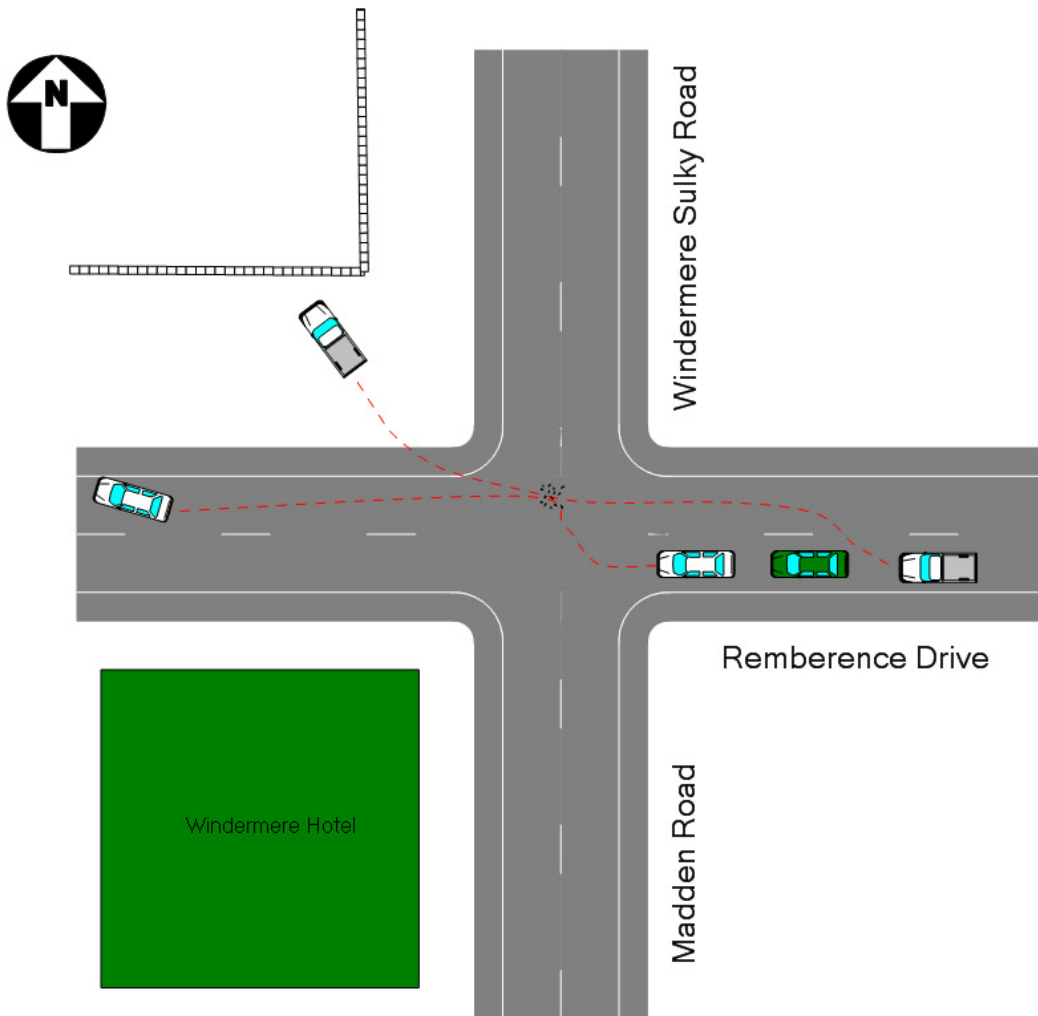 N
Windermere Sulky Road
Remberence Drive
Windermere Hotel
Madden Road